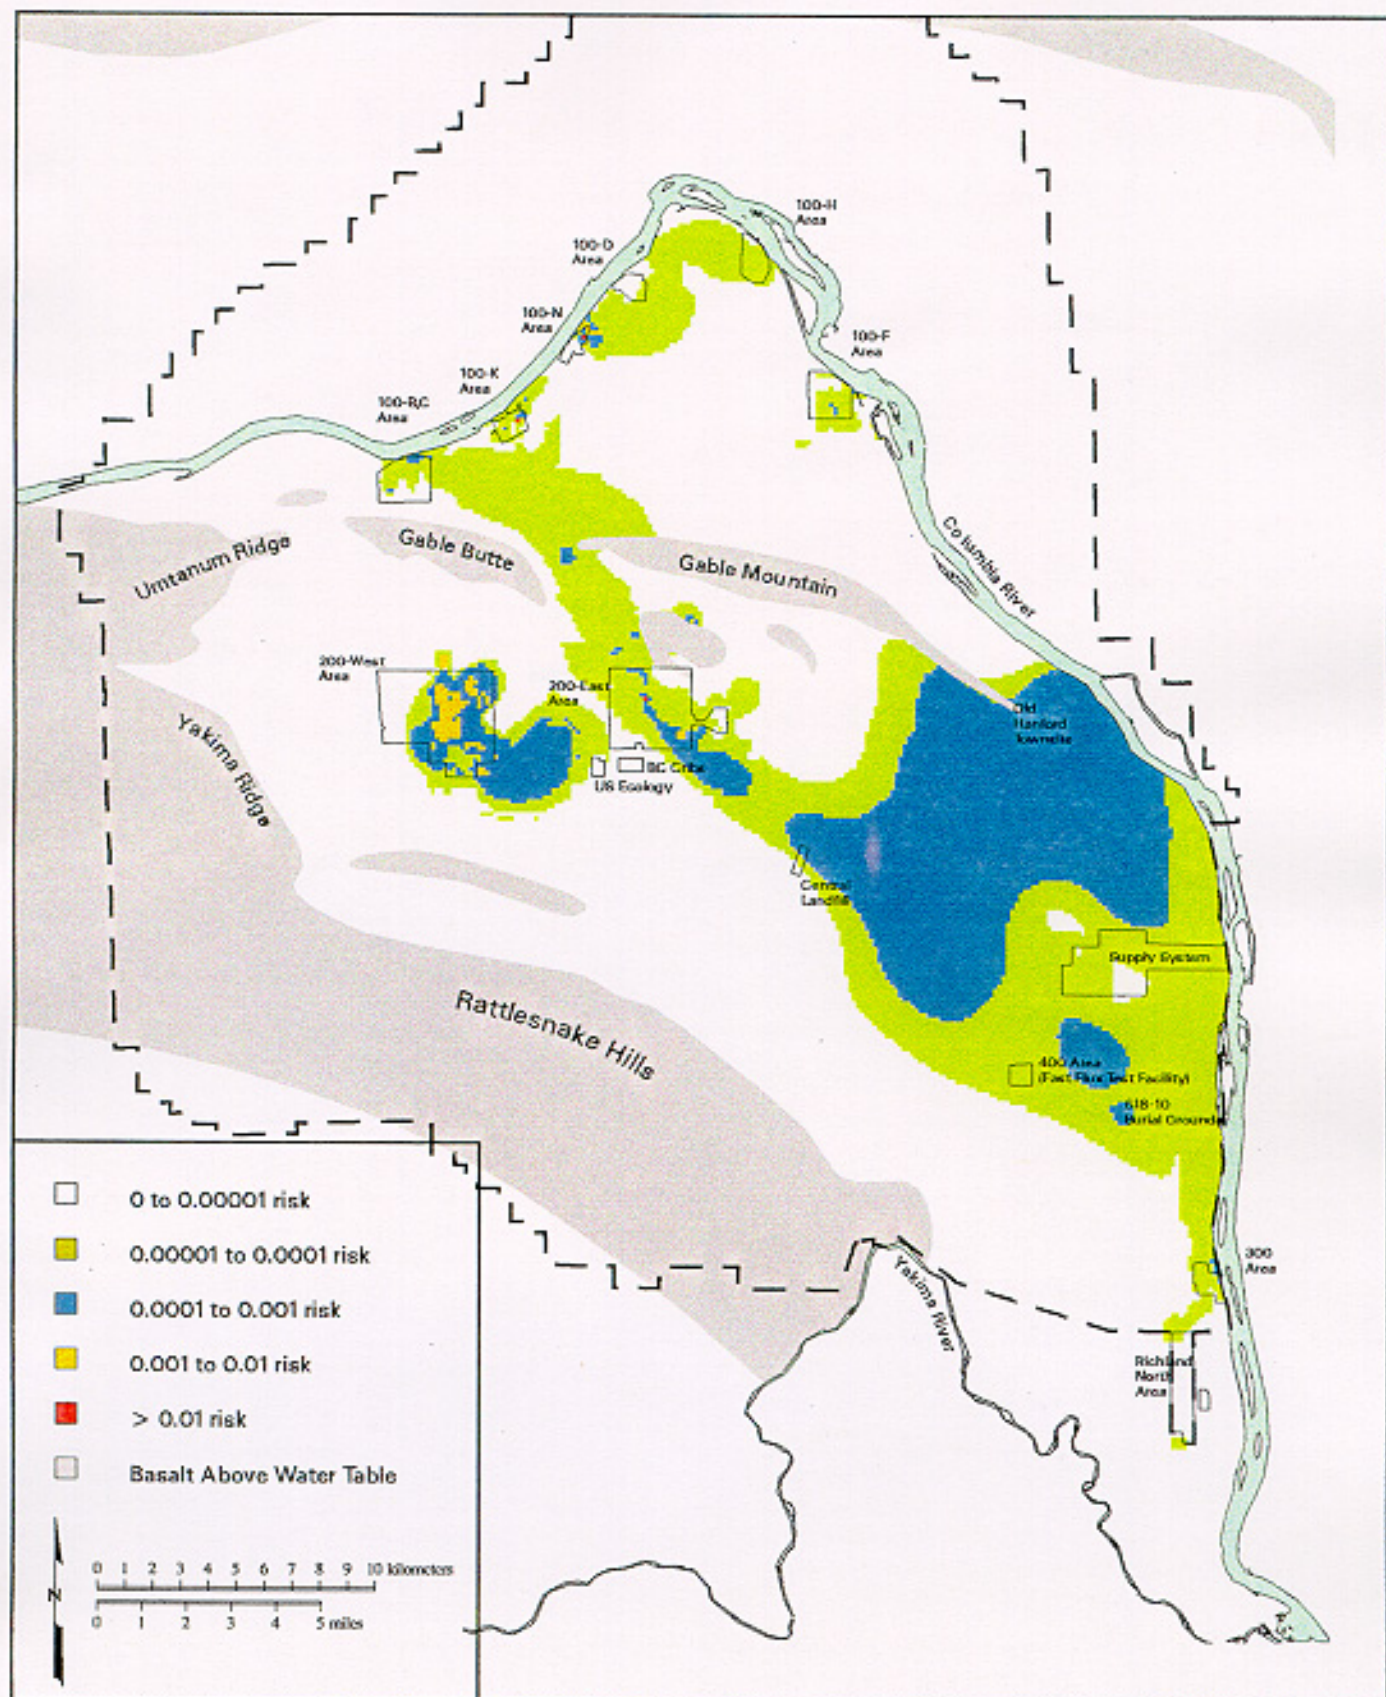 100-H
Area
100-D
Area
100-N
Area
100-F
Area
100-K
Area
100-B,C
Area
Columbia River
Umtanum Ridge
Gable Butte
Gable Mountain
200-West
Area
200-East
Area
Old
Hanford
Townsite
Yakima Ridge
BC Cribs
US Ecology
Central
Landfill
Supply System
Rattlesnake Hills
400 Area
(Fast Flux Test Facility)
618-10
Burial Grounds
0 to 0.00001 risk
0.00001 to 0.0001 risk
0.0001 to 0.001 risk
0.001 to 0.01 risk
> 0.01 risk
Basalt Above Water Table
300
Area
Yakima River
Richland
North
Area
0 1 2 3 4 5 6 7 8 9 10 kilometers
N
0 1 2 3 4 5 miles